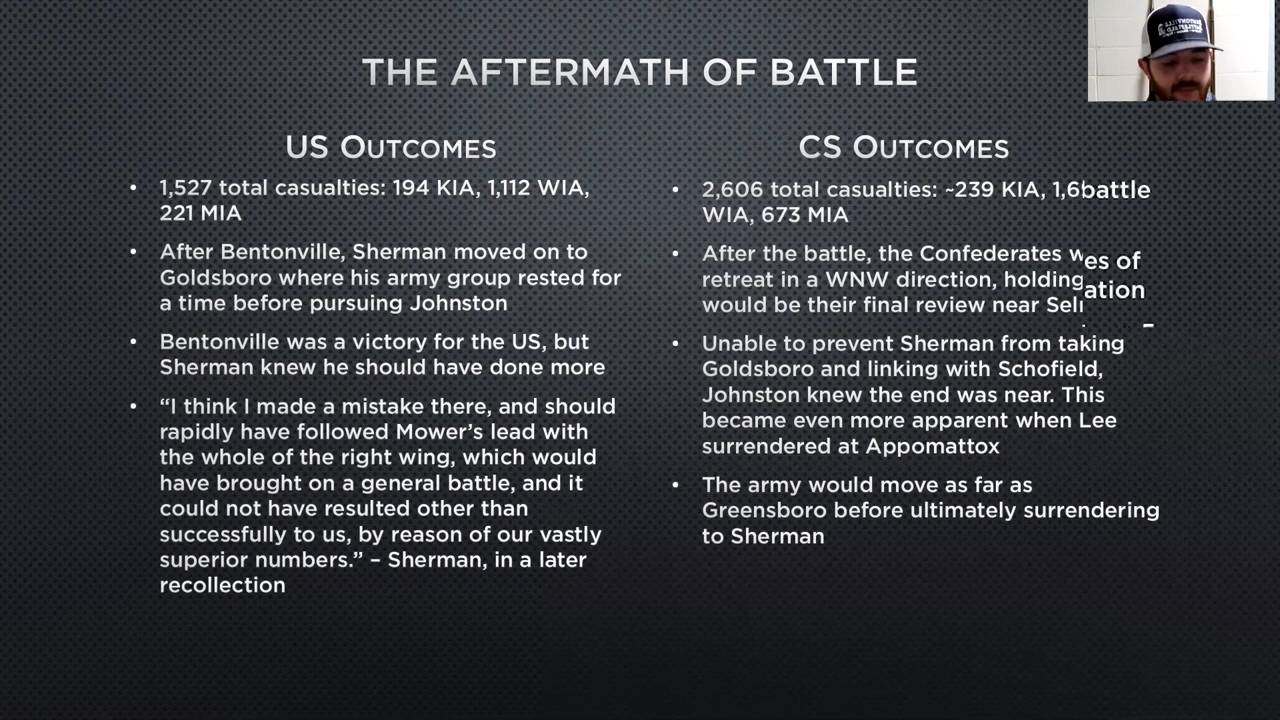 THE AFTERMATH OF BATTLE
US OUTCOMES
• 1,527 total casualties: 194 KIA, 1,112 WIA,
221 MIA
• After Bentonville, Sherman moved on to
Goldsboro where his army group rested for
a time before pursuing Johnston
• Bentonville was a victory for the US, but
Sherman knew he should have done more
• “I think I made a mistake there, and should
rapidly have followed Mower’s lead with
the whole of the right wing, which would
have brought on a general battle, and it
could not have resulted other than
successfully to us, by reason of our vastly
superior numbers.” – Sherman, in a later
recollection
CS OUTCOMES
• 2,606 total casualties: ~239 KIA, 1,6
battle
WIA, 673 MIA
• After the battle, the Confederates
es of
retreat in a WNW direction, holding
ation
would be their final review near
• Unable to prevent Sherman from taking
Goldsboro and linking with Schofield,
Johnston knew the end was near. This
became even more apparent when Lee
surrendered at Appomattox
• The army would move as far as
Greensboro before ultimately surrendering
to Sherman